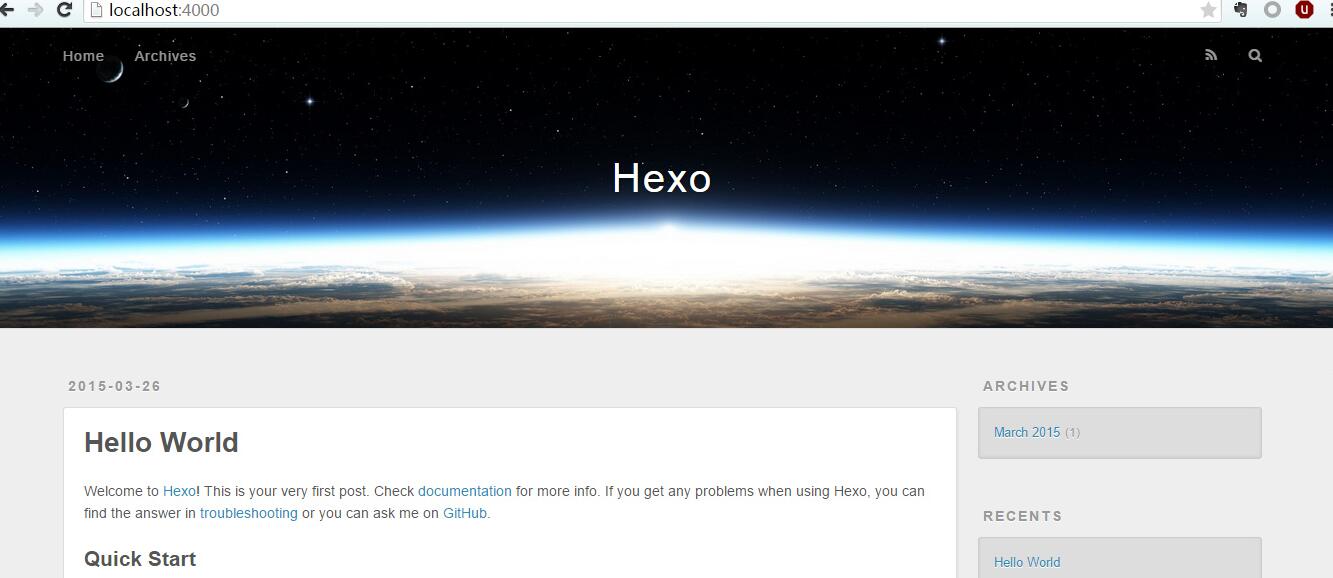 localhost:4000
Home Archives
Hexo
2015-03-26
Hello World
Welcome to Hexo! This is your very first post. Check documentation for more info. If you get any problems when using Hexo, you can
find the answer in troubleshooting or you can ask me on GitHub.
Quick Start
ARCHIVES
March 2015 (1)
RECENTS
Hello World